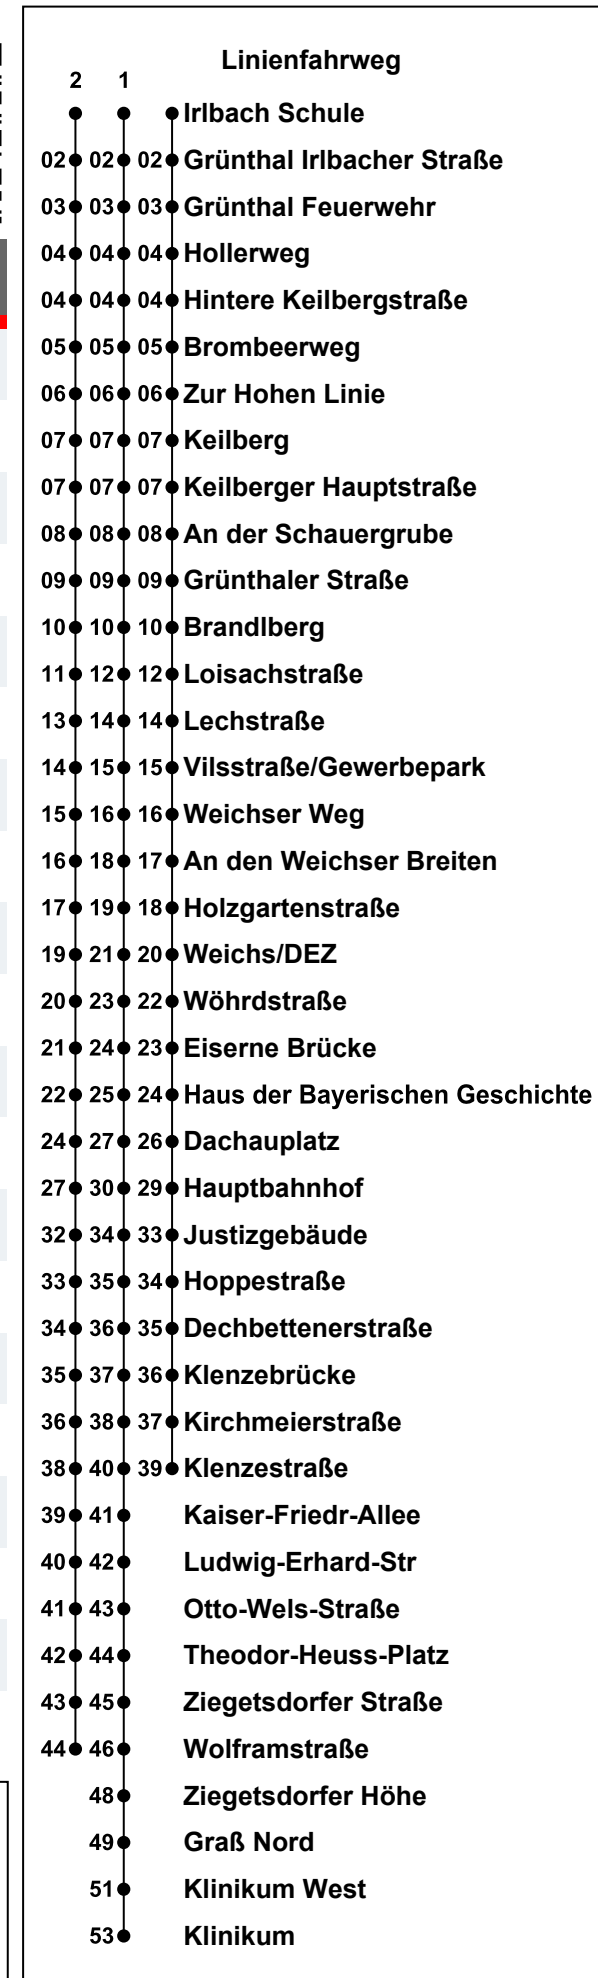 Linienfahrweg
2 1
Irlbach Schule
02 02 02 Grünthal Irlbacher Straße
03 03 03 Grünthal Feuerwehr
04 04 04 Hollerweg
04 04 04 Hintere Keilbergstraße
05 05 05 Brombeerweg
06 06 06 Zur Hohen Linie
07 07 07 Keilberg
07 07 07 Keilberger Hauptstraße
08 08 08 An der Schauergrube
09 09 09 Grünthaler Straße
10 10 10 Brandlberg
11 12 12 Loisachstraße
13 14 14 Lechstraße
14 15 15 Vilsstraße/Gewerbepark
15 16 16 Weichser Weg
16 18 17 An den Weichser Breiten
17 19 18 Holzgartenstraße
19 21 20 Weichs/DEZ
20 23 22 Wöhrdstraße
21 24 23 Eiserne Brücke
22 25 24 Haus der Bayerischen Geschichte
24 27 26 Dachauplatz
27 30 29 Hauptbahnhof
32 34 33 Justizgebäude
33 35 34 Hoppestraße
34 36 35 Dechbettenerstraße
35 37 36 Klenzebrücke
36 38 37 Kirchmeierstraße
38 40 39 Klenzestraße
39 41 Kaiser-Friedr-Allee
40 42 Ludwig-Erhard-Str
41 43 Otto-Wels-Straße
42 44 Theodor-Heuss-Platz
43 45 Ziegetsdorfer Straße
44 46 Wolframstraße
48 Ziegetsdorfer Höhe
49 Graß Nord
51 Klinikum West
53 Klinikum